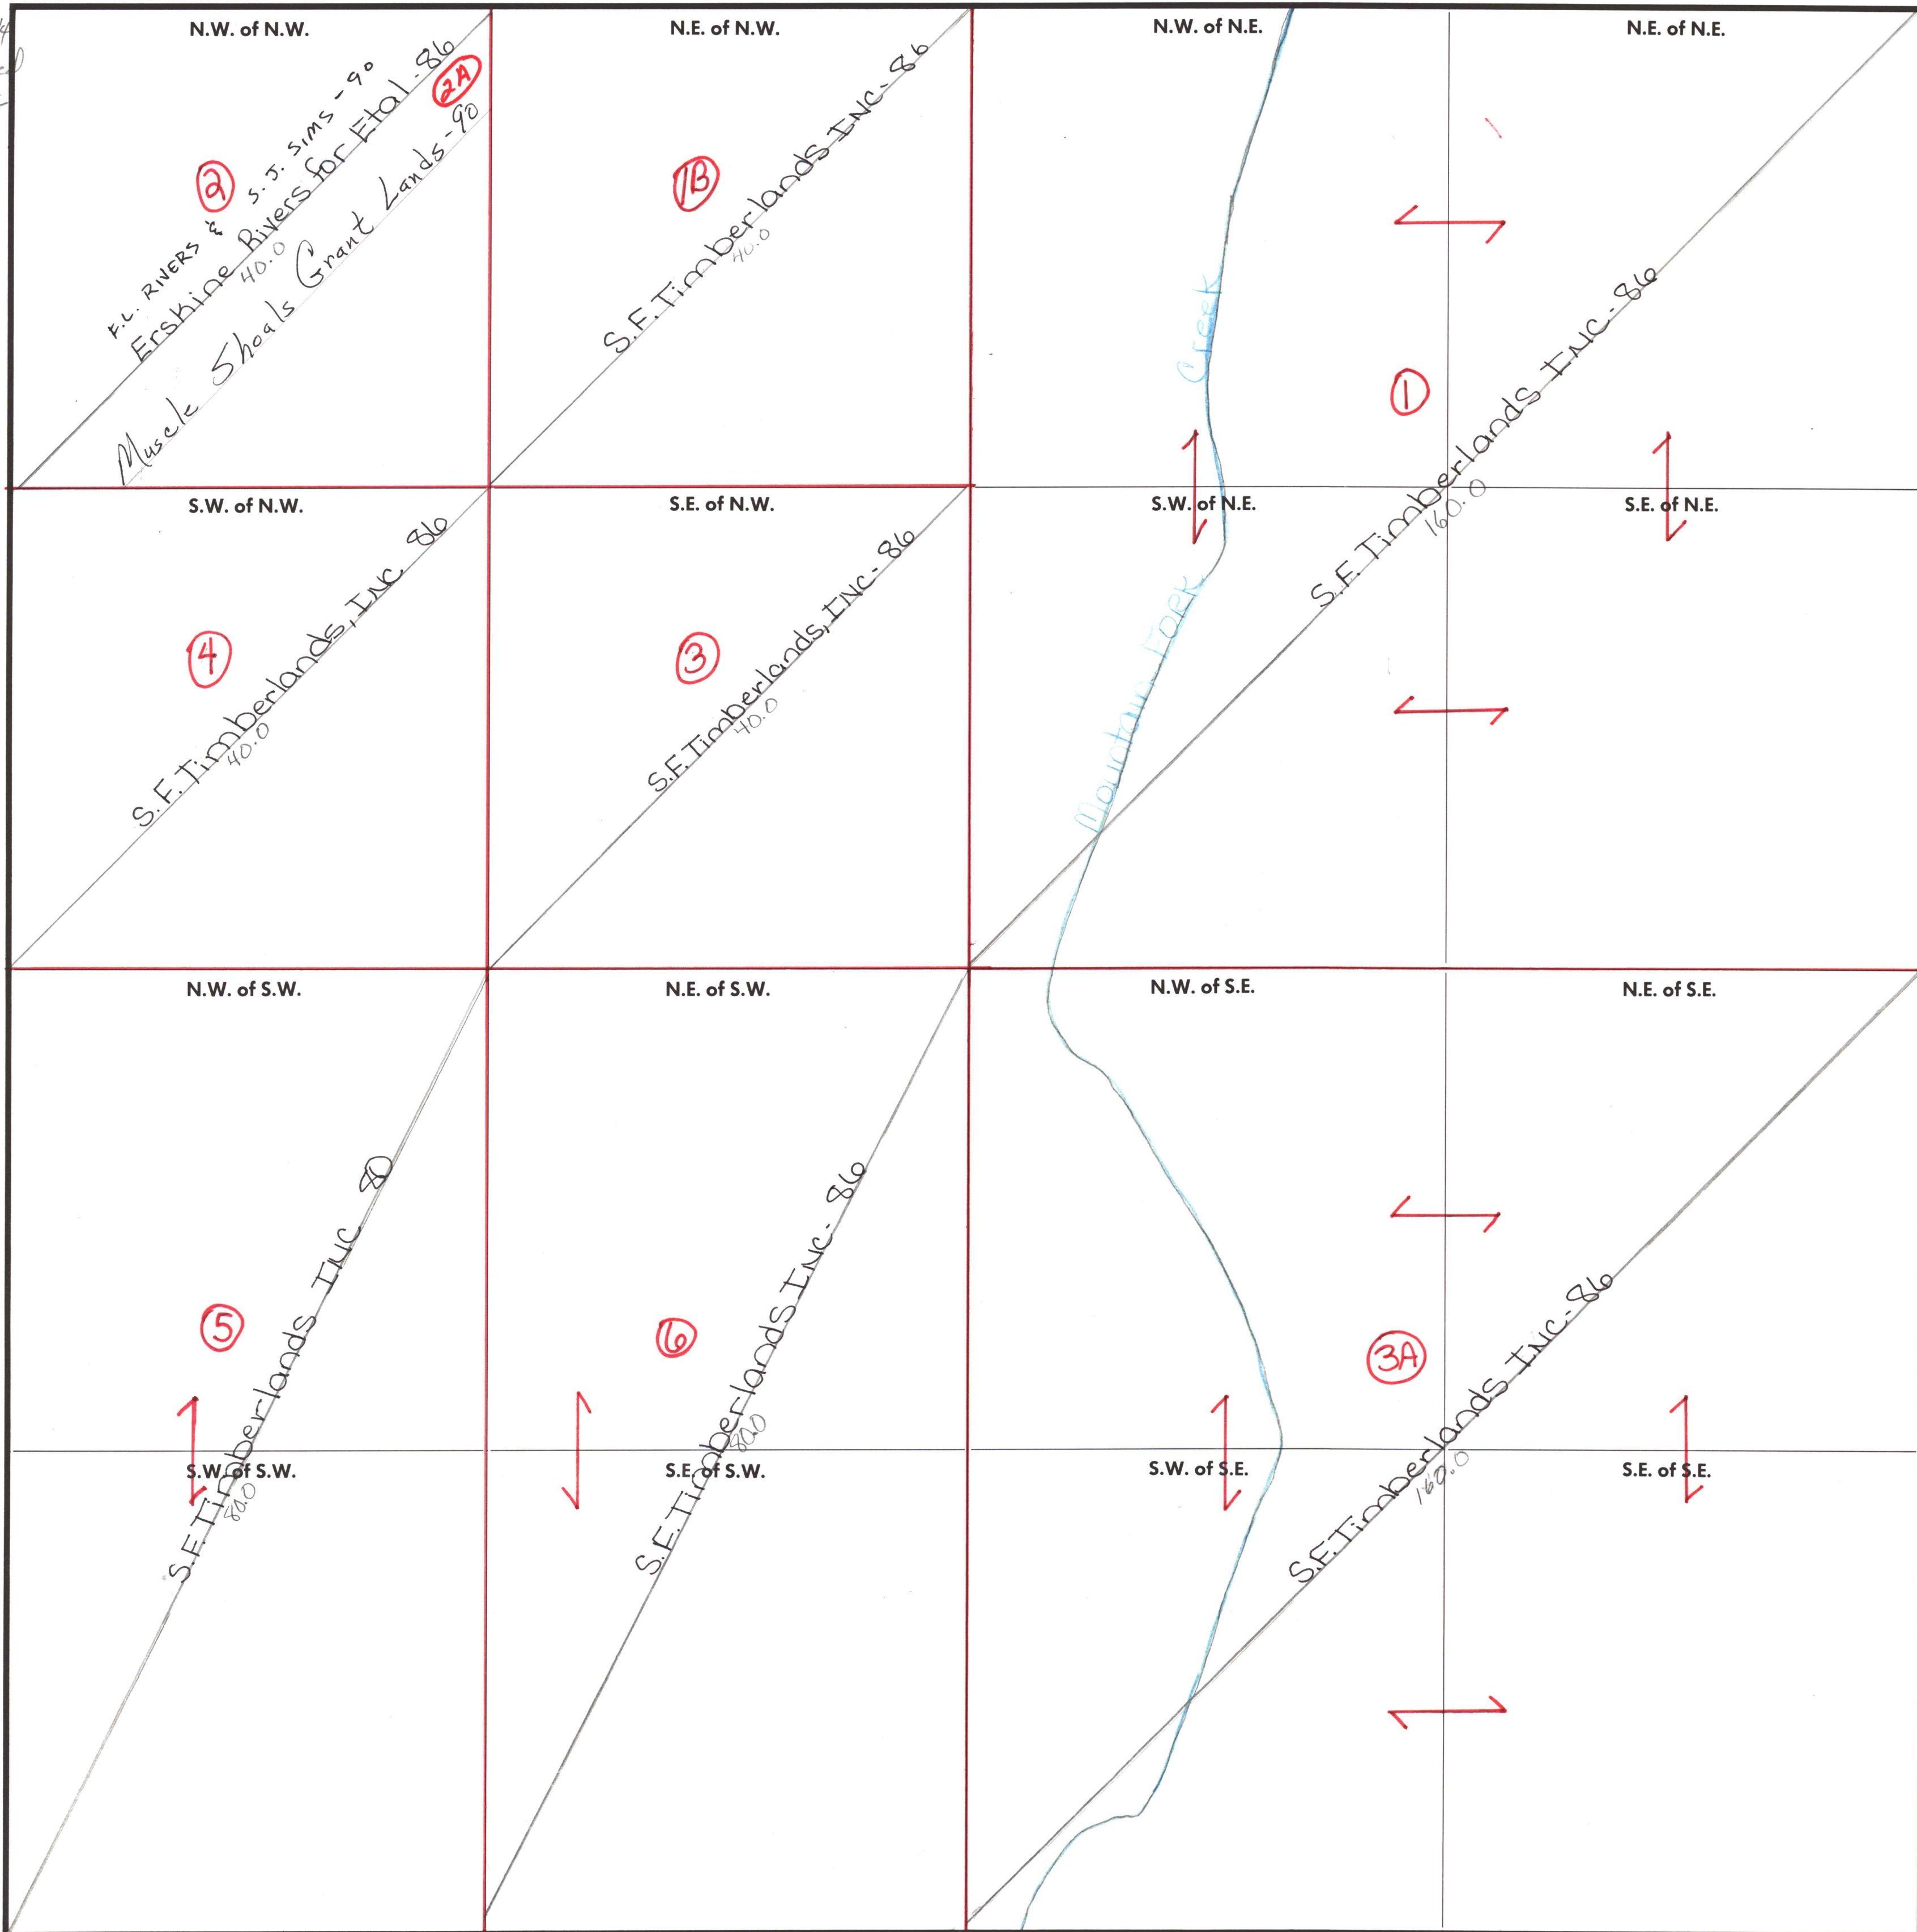 N.W. of N.W.
F.L. RIVERS & S.J. SIMS - 90
Erskine Rivers for Etal - 86
40.0
2
2A
Muscle Shoals Grant Lands - 90
N.E. of N.W.
1B
S.F. Timberlands INC - 86
40.0
N.W. of N.E.
Creek
N.E. of N.E.
1
S.F. Timberlands INC - 86
160.0
S.W. of N.W.
4
S.F. Timberlands, INC 86
40.0
S.E. of N.W.
3
S.F. Timberlands, INC - 86
40.0
S.W. of N.E.
Mountain Fork
S.E. of N.E.
N.W. of S.W.
5
S.F. Timberlands INC 80
80.0
N.E. of S.W.
6
S.F. Timberlands INC - 86
80.0
N.W. of S.E.
N.E. of S.E.
3A
S.F. Timberlands INC - 86
160.0
S.W. of S.W.
S.E. of S.W.
S.W. of S.E.
S.E. of S.E.